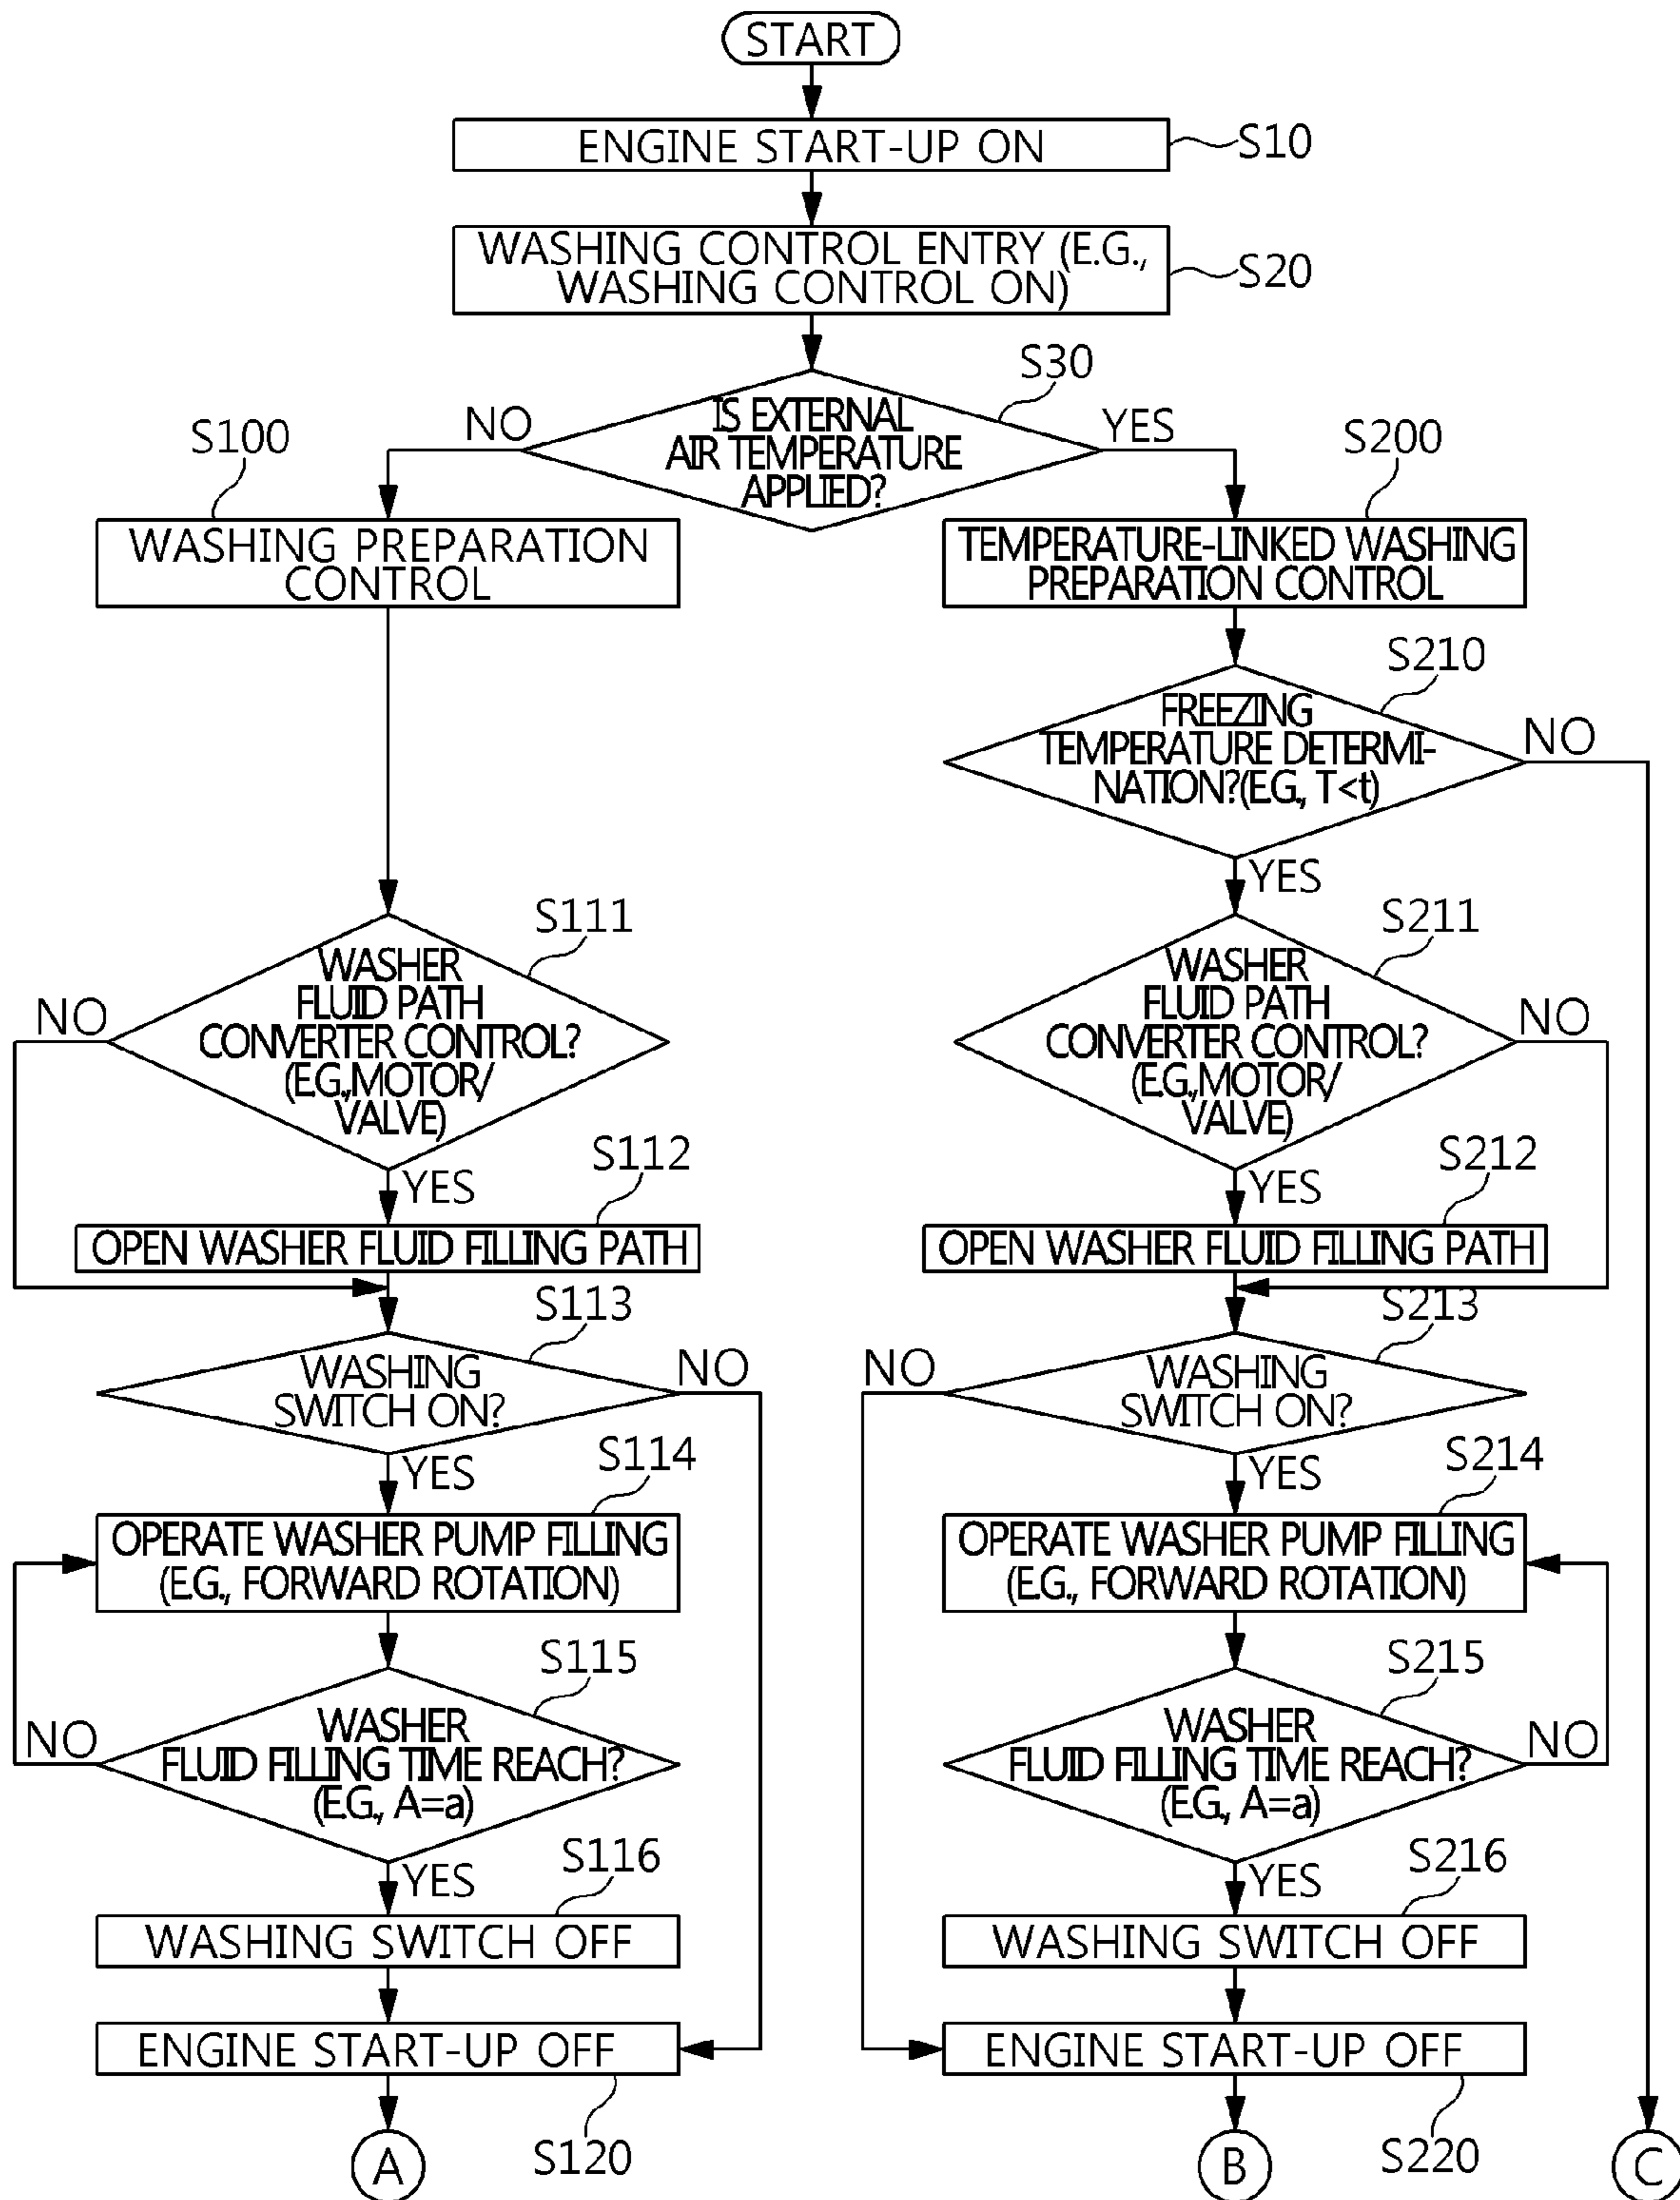 START
ENGINE START-UP ON
S10
WASHING CONTROL ENTRY (E.G.,
WASHING CONTROL ON)
S20
S30
IS EXTERNAL
AIR TEMPERATURE
APPLIED?
NO
YES
S100
WASHING PREPARATION
CONTROL
S200
TEMPERATURE-LINKED WASHING
PREPARATION CONTROL
S210
FREEZING
TEMPERATURE DETERMI-
NATION?(E.G., T<t)
NO
YES
S111
WASHER
FLUID PATH
CONVERTER CONTROL?
(E.G.,MOTOR/
VALVE)
NO
YES
S211
WASHER
FLUID PATH
CONVERTER CONTROL?
(E.G.,MOTOR/
VALVE)
NO
YES
S112
OPEN WASHER FLUID FILLING PATH
S212
OPEN WASHER FLUID FILLING PATH
S113
WASHING
SWITCH ON?
NO
YES
S213
WASHING
SWITCH ON?
NO
YES
S114
OPERATE WASHER PUMP FILLING
(E.G., FORWARD ROTATION)
S214
OPERATE WASHER PUMP FILLING
(E.G., FORWARD ROTATION)
S115
WASHER
FLUID FILLING TIME REACH?
(E.G., A=a)
NO
YES
S215
WASHER
FLUID FILLING TIME REACH?
(E.G., A=a)
NO
YES
S116
WASHING SWITCH OFF
S216
WASHING SWITCH OFF
ENGINE START-UP OFF
S120
ENGINE START-UP OFF
S220
A
B
C